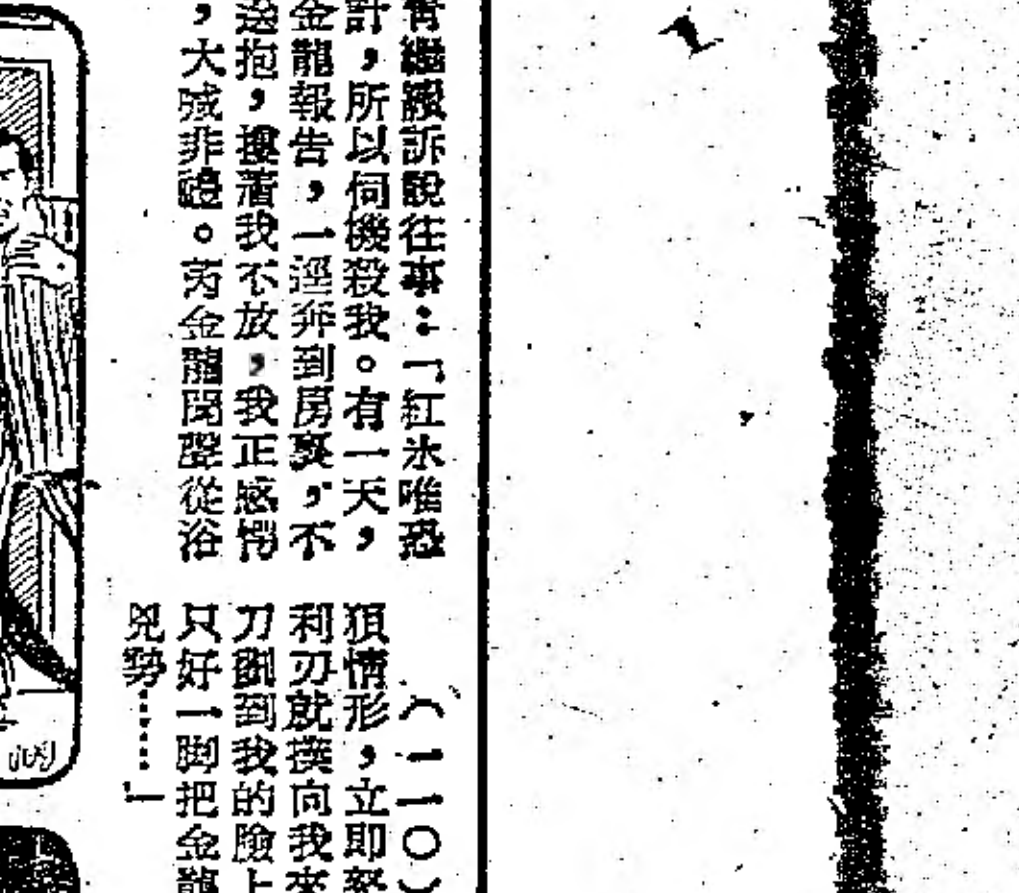 繼續訴說往事：「紅冰唯恐
計，所以伺機殺我。有一天，
金龍報告，一逕奔到房裏，不
抱，摟着我不放，我正感愕
，大喊非禮。芮金龍聞聲從浴
（一一〇）
狽情形，立即怒
利刃就撲向我來
刀戳到我的臉上
只好一脚把金龍
兇勢……」